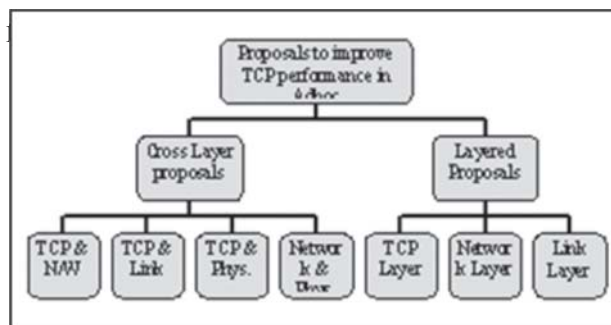 Proposals to improve
TCP performance in
Adhoc
Cross Layer
proposals
Layered
Proposals
TCP &
N/W
TCP &
Link
TCP &
Phys.
Networ
k &
TCP
Layer
Networ
k Layer
Link
Layer